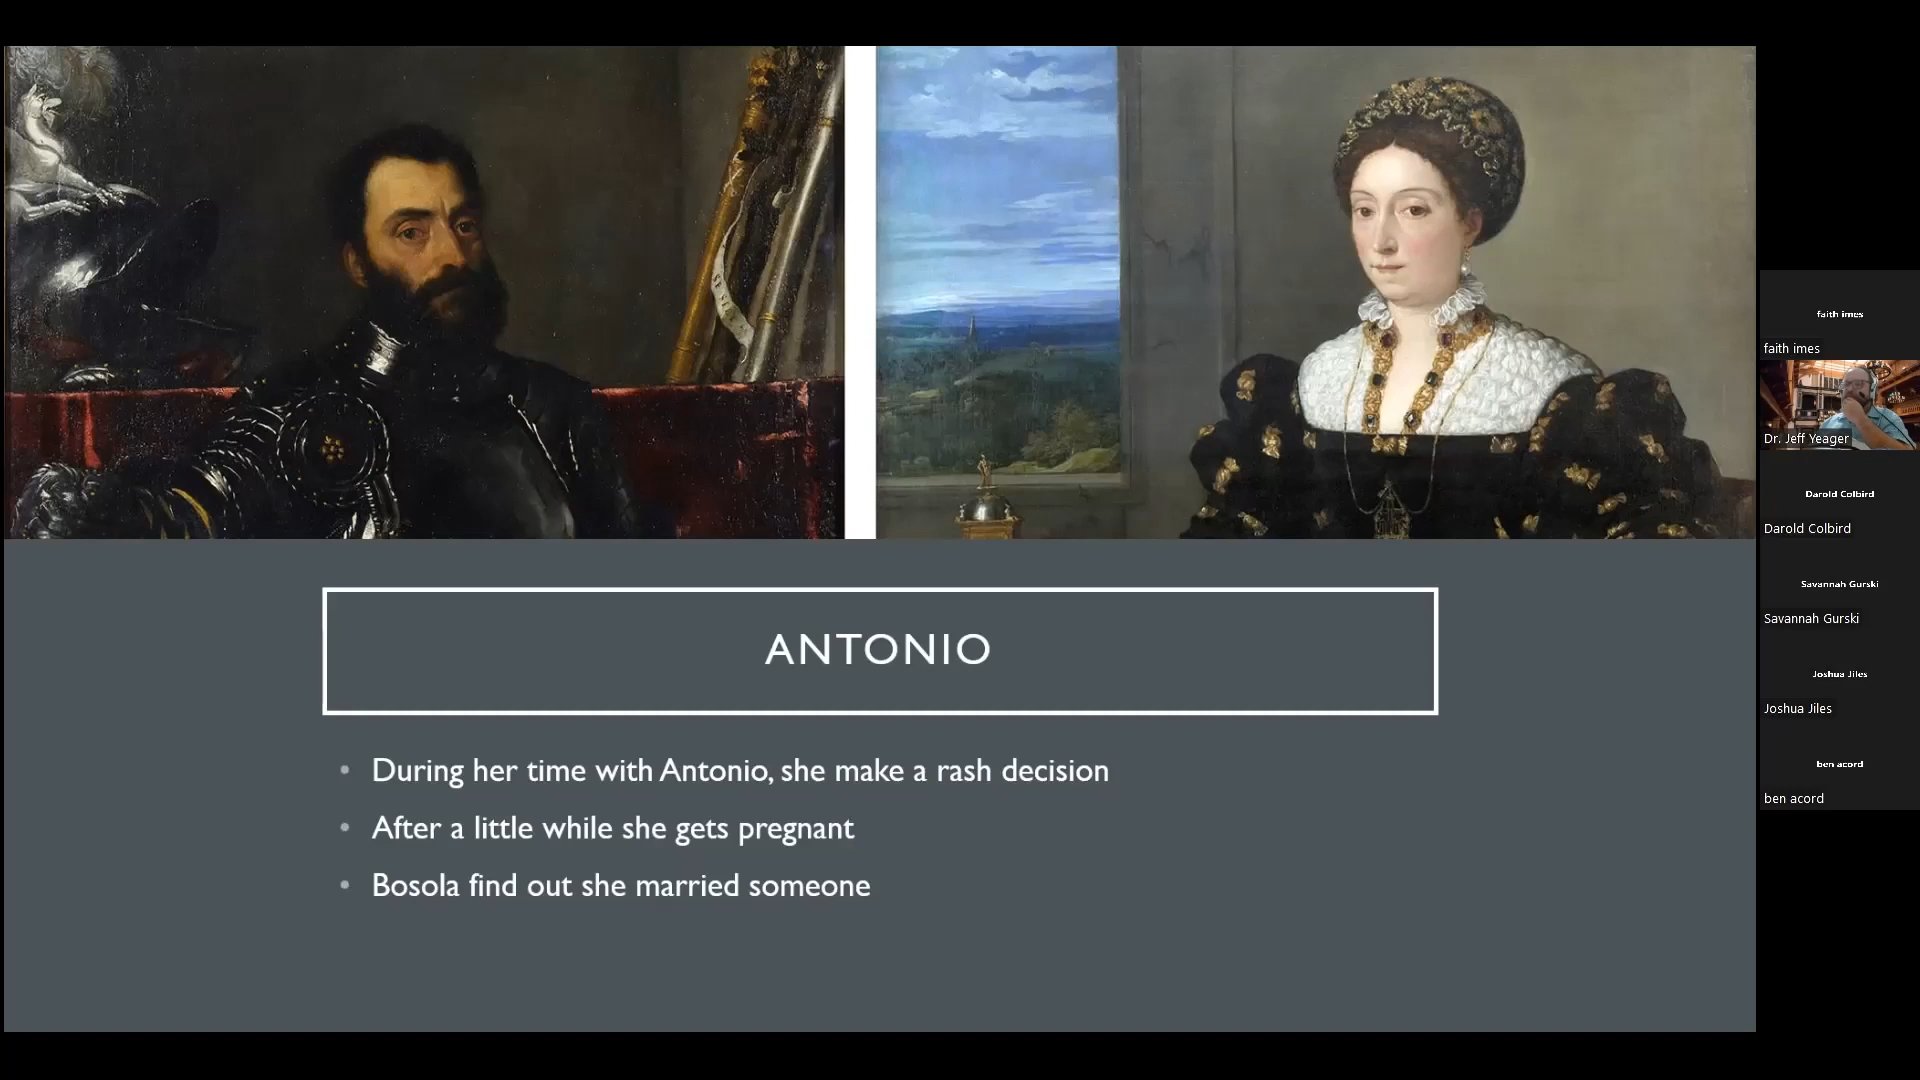 ANTONIO
• During her time with Antonio, she make a rash decision
• After a little while she gets pregnant
• Bosola find out she married someone
faith imes
faith imes
Dr. Jeff Yeager
Darold Colbird
Darold Colbird
Savannah Gurski
Savannah Gurski
Joshua Jiles
Joshua Jiles
ben acord
ben acord